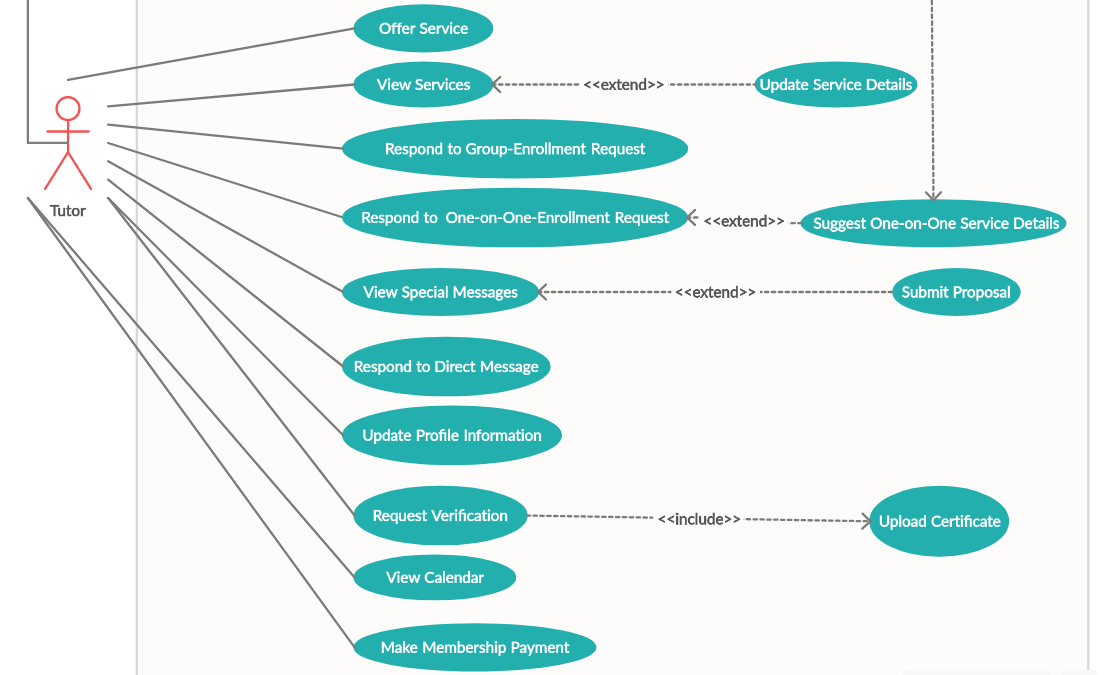 Offer Service
View Services
<<extend>>
Update Service Details
Respond to Group-Enrollment Request
Tutor
Respond to One-on-One-Enrollment Request
<<extend>>
Suggest One-on-One Service Details
View Special Messages
<<extend>>
Submit Proposal
Respond to Direct Message
Update Profile Information
Request Verification
<<include>>
Upload Certificate
View Calendar
Make Membership Payment